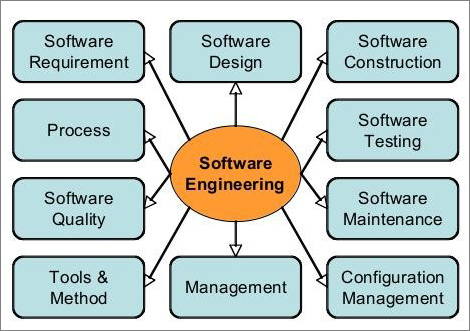 Software
Requirement
Software
Design
Software
Construction
Process
Software
Testing
Software
Engineering
Software
Quality
Software
Maintenance
Tools &
Method
Management
Configuration
Management